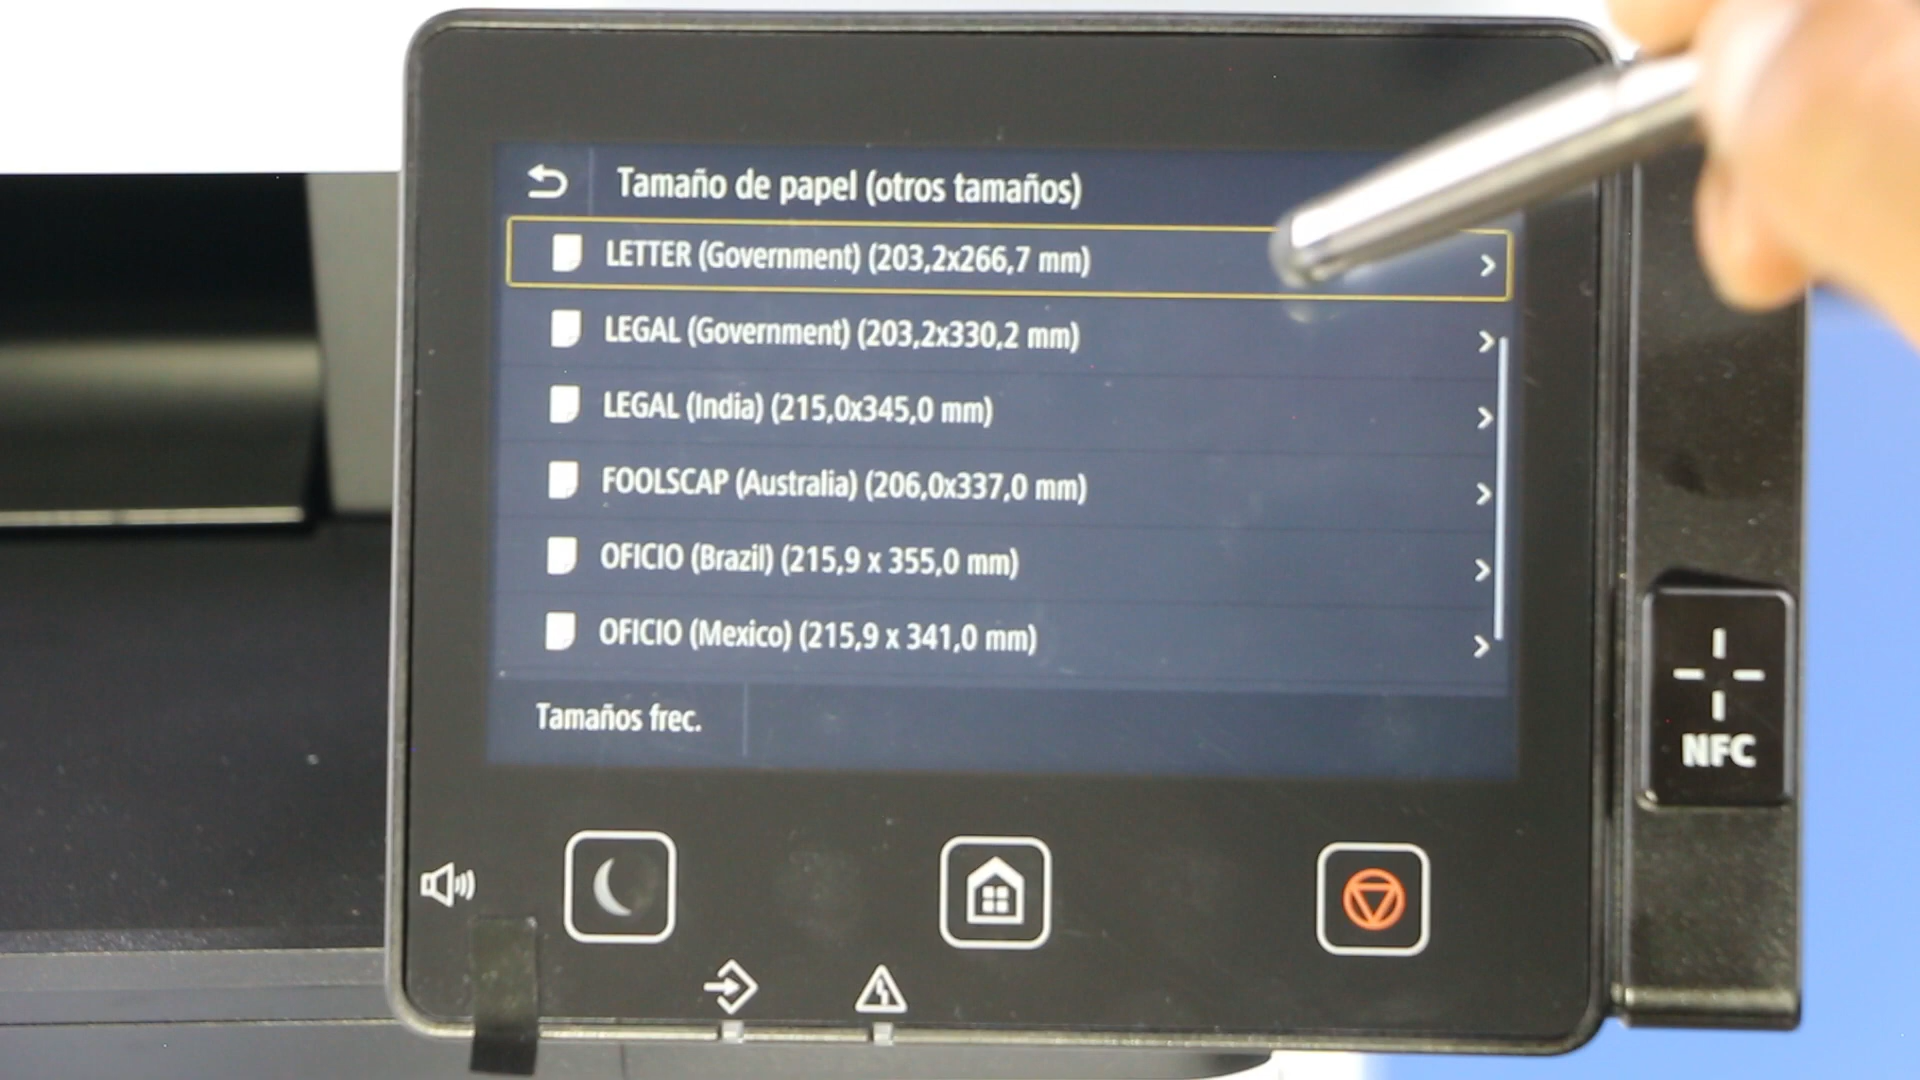 Tamaño de papel (otros tamaños)
LETTER (Government) (203,2x266,7 mm)
LEGAL (Government) (203,2x330,2 mm)
LEGAL (India) (215,0x345,0 mm)
FOOLSCAP (Australia) (206,0x337,0 mm)
OFICIO (Brazil) (215,9 x 355,0 mm)
OFICIO (Mexico) (215,9 x 341,0 mm)
Tamaños frec.
NFC